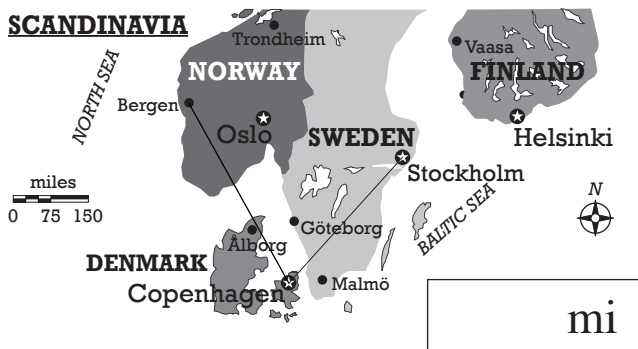 SCANDINAVIA
Trondheim
Vaasa
NORTH SEA
NORWAY
FINLAND
Bergen
Oslo
SWEDEN
Helsinki
Stockholm
miles
0 75 150
N
BALTIC SEA
Göteborg
Ålborg
DENMARK
Copenhagen
Malmö
mi